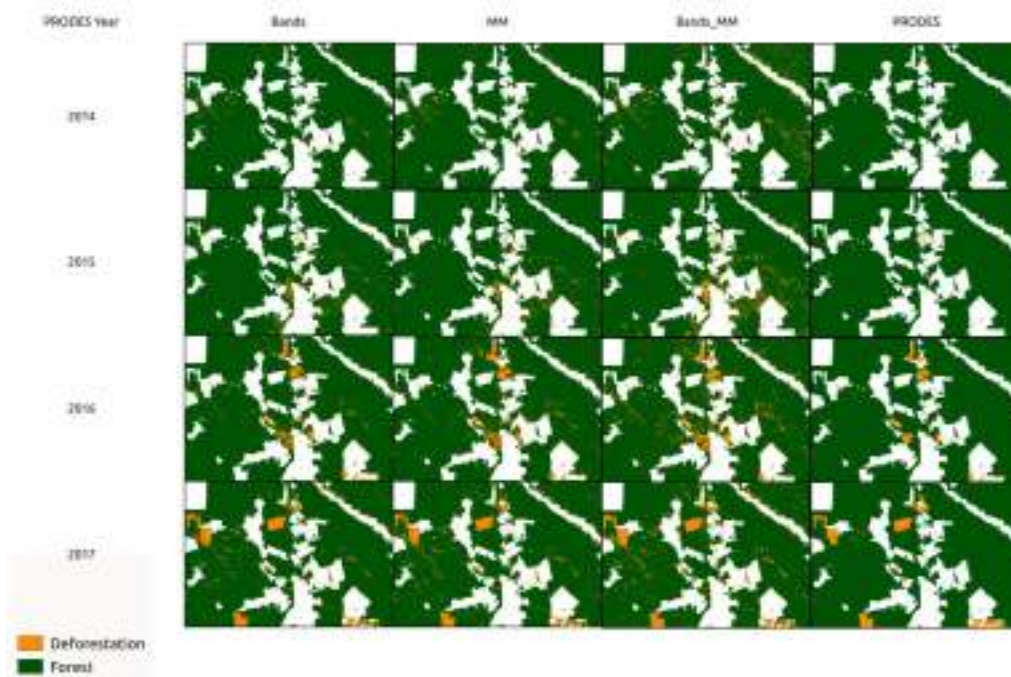 PRODES Year Bands MM Bands_MM PRODES
2014
2015
2016
2017
Deforestation
Forest